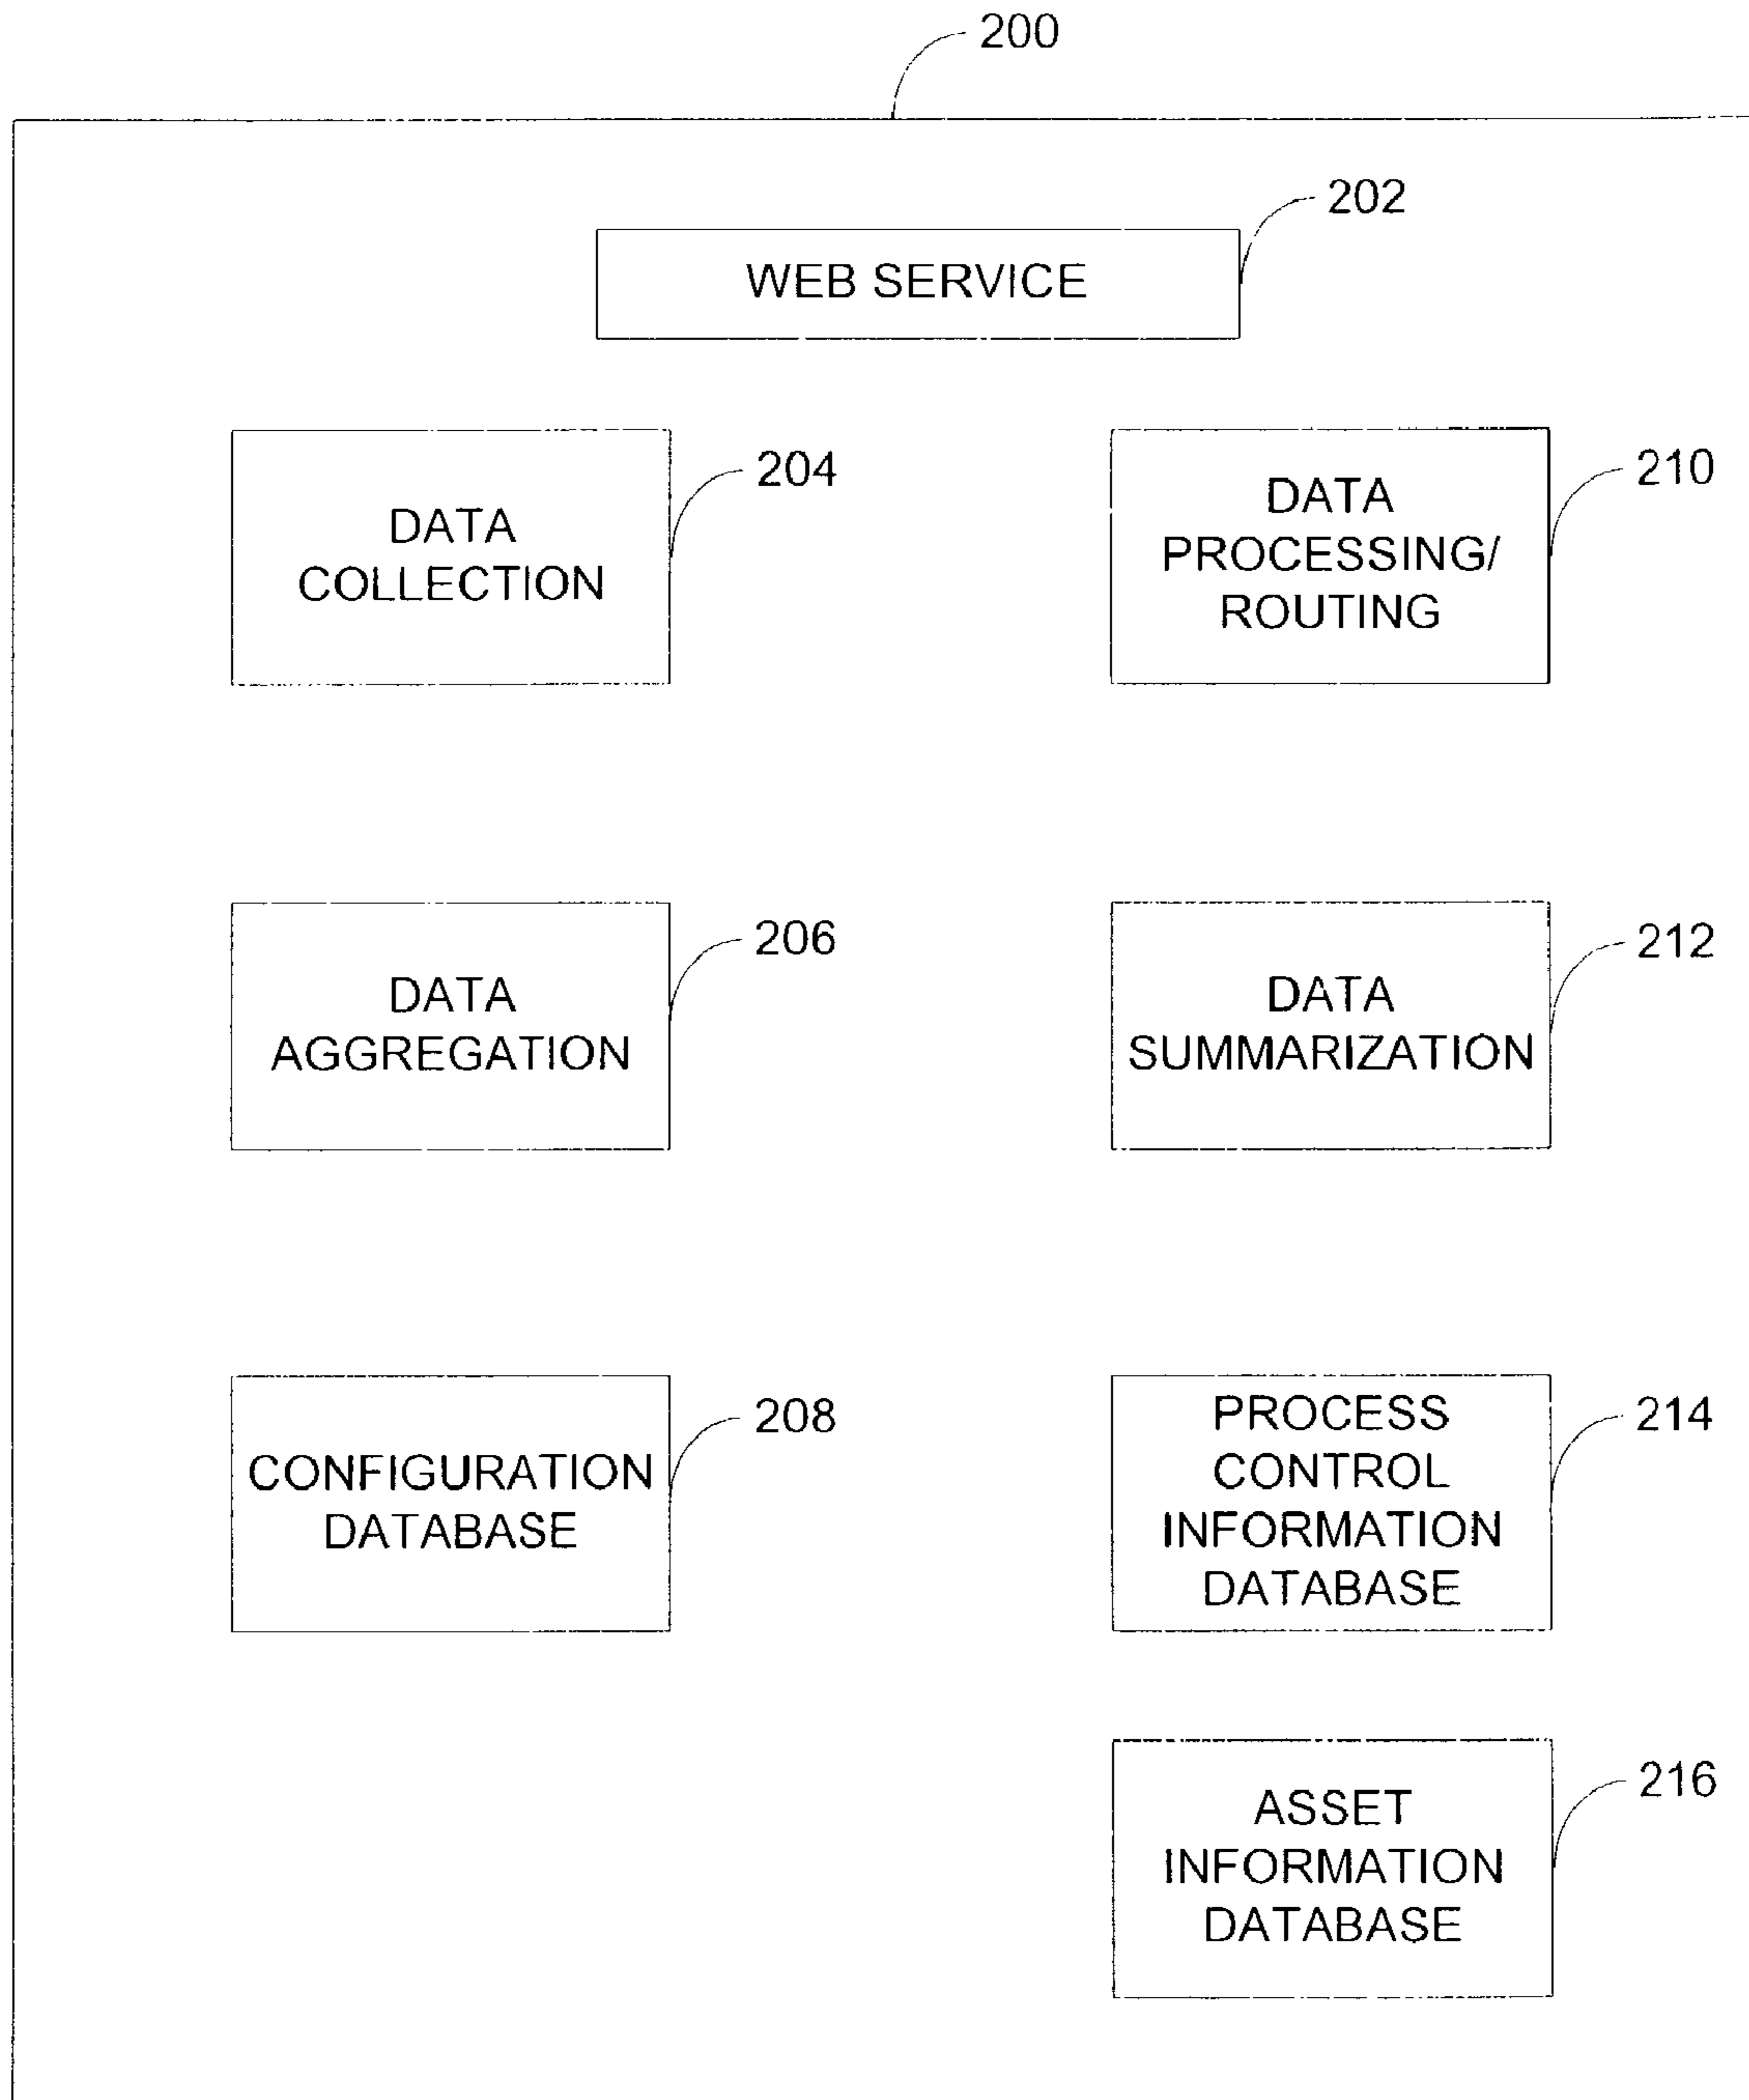 200
202
WEB SERVICE
204
DATA
COLLECTION
210
DATA
PROCESSING/
ROUTING
206
DATA
AGGREGATION
212
DATA
SUMMARIZATION
208
CONFIGURATION
DATABASE
214
PROCESS
CONTROL
INFORMATION
DATABASE
216
ASSET
INFORMATION
DATABASE